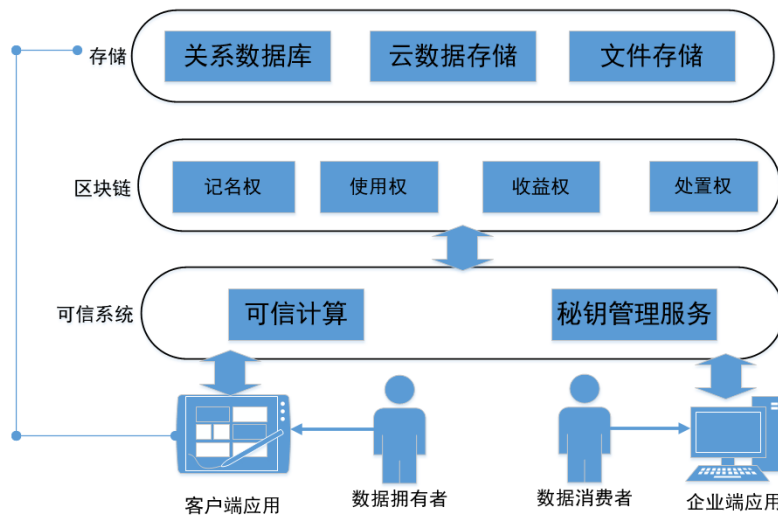 存储
关系数据库
云数据存储
文件存储
区块链
记名权
使用权
收益权
处置权
可信系统
可信计算
秘钥管理服务
客户端应用
数据拥有者
数据消费者
企业端应用